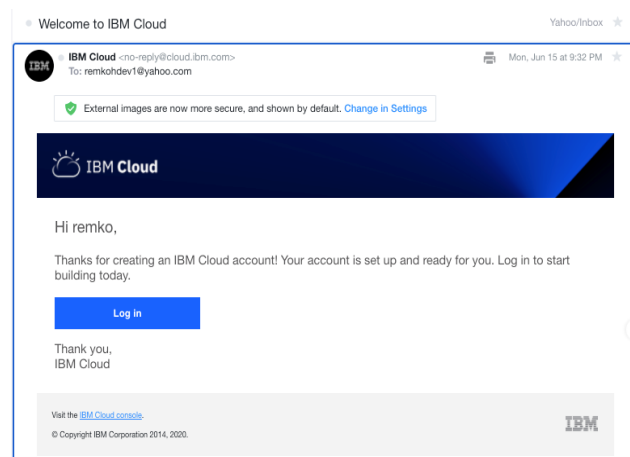 Welcome to IBM Cloud
Yahoo/Inbox
IBM
IBM Cloud <no-reply@cloud.ibm.com>
Mon, Jun 15 at 9:32 PM
To: remkohdev1@yahoo.com
External images are now more secure, and shown by default. Change in Settings
IBM Cloud
Hi remko,
Thanks for creating an IBM Cloud account! Your account is set up and ready for you. Log in to start
building today.
Log in
Thank you,
IBM Cloud
Visit the IBM Cloud console.
© Copyright IBM Corporation 2014, 2020.
IBM